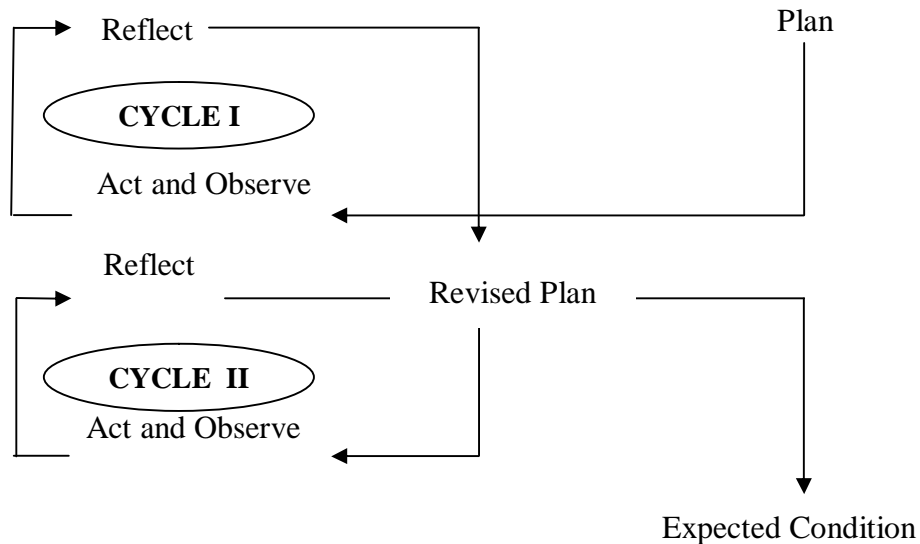 Reflect
Plan
CYCLE I
Act and Observe
Reflect
Revised Plan
CYCLE II
Act and Observe
Expected Condition